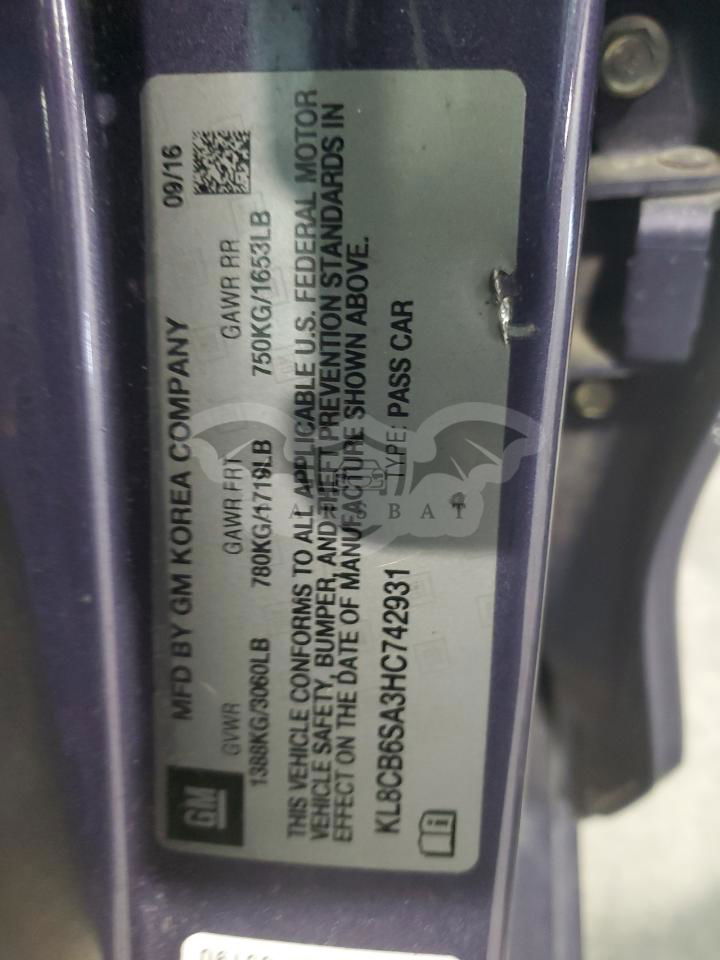 GM
MFD BY GM KOREA COMPANY 09/16
GVWR GAWR FRT GAWR RR
1388KG/3060LB 780KG/1719LB 750KG/1653LB
THIS VEHICLE CONFORMS TO ALL APPLICABLE U.S. FEDERAL MOTOR
VEHICLE SAFETY, BUMPER, AND THEFT PREVENTION STANDARDS IN
EFFECT ON THE DATE OF MANUFACTURE SHOWN ABOVE.
KL8CB6SA3HC742931 TYPE: PASS CAR